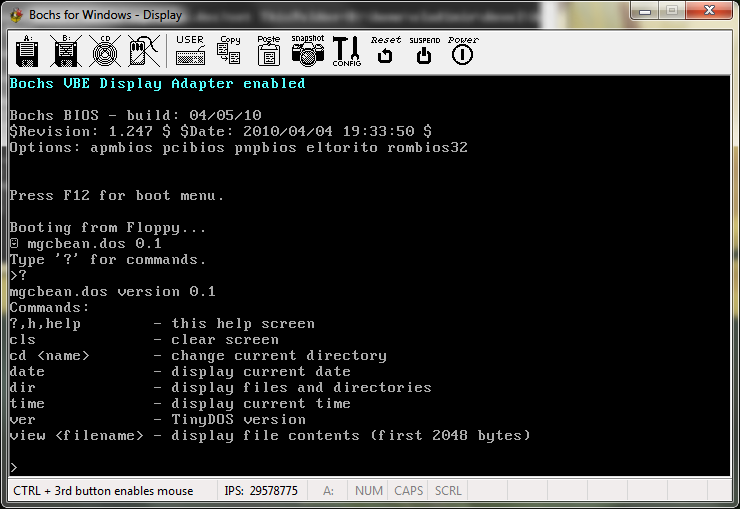 Bochs for Windows - Display
A: B: CD USER Copy Paste snapshot CONFIG Reset SUSPEND Power
Bochs VBE Display Adapter enabled
Bochs BIOS - build: 04/05/10
$Revision: 1.247 $ $Date: 2010/04/04 19:33:50 $
Options: apmbios pcibios pnpbios eltorito rombios32
Press F12 for boot menu.
Booting from Floppy...
mgcbean.dos 0.1
Type '?' for commands.
>?
mgcbean.dos version 0.1
Commands:
?,h,help - this help screen
cls - clear screen
cd <name> - change current directory
date - display current date
dir - display files and directories
time - display current time
ver - TinyDOS version
view <filename> - display file contents (first 2048 bytes)
>
CTRL + 3rd button enables mouse IPS: 29578775 A: NUM CAPS SCRL